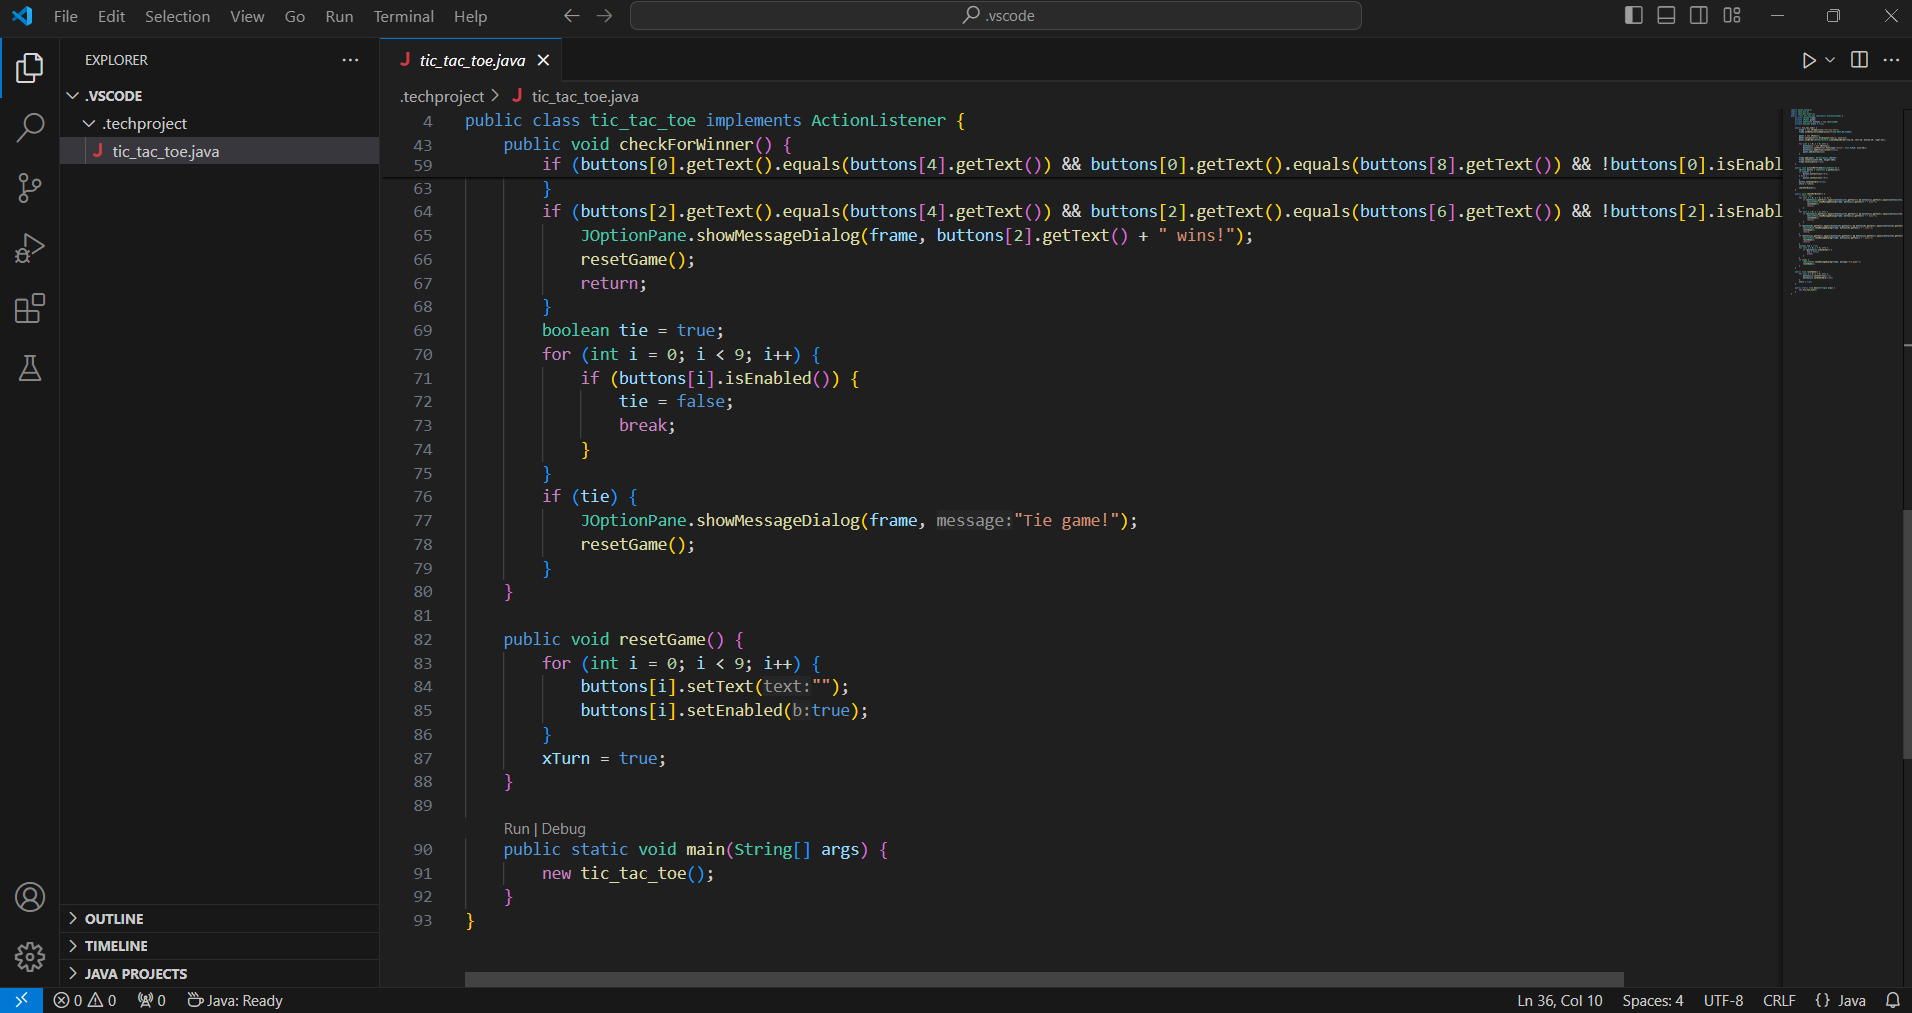 File Edit Selection View Go Run Terminal Help
.vscode
EXPLORER
.VSCODE
.techproject
J tic_tac_toe.java
J tic_tac_toe.java
.techproject > J tic_tac_toe.java
4 public class tic_tac_toe implements ActionListener {
43 public void checkForWinner() {
59 if (buttons[0].getText().equals(buttons[4].getText()) && buttons[0].getText().equals(buttons[8].getText()) && !buttons[0].isEnabl
63 }
64 if (buttons[2].getText().equals(buttons[4].getText()) && buttons[2].getText().equals(buttons[6].getText()) && !buttons[2].isEnabl
65 JOptionPane.showMessageDialog(frame, buttons[2].getText() + " wins!");
66 resetGame();
67 return;
68 }
69 boolean tie = true;
70 for (int i = 0; i < 9; i++) {
71 if (buttons[i].isEnabled()) {
72 tie = false;
73 break;
74 }
75 }
76 if (tie) {
77 JOptionPane.showMessageDialog(frame, message:"Tie game!");
78 resetGame();
79 }
80 }
81
82 public void resetGame() {
83 for (int i = 0; i < 9; i++) {
84 buttons[i].setText(text:"");
85 buttons[i].setEnabled(b:true);
86 }
87 xTurn = true;
88 }
89
Run | Debug
90 public static void main(String[] args) {
91 new tic_tac_toe();
92 }
93 }
OUTLINE
TIMELINE
JAVA PROJECTS
0 0 0 Java: Ready
Ln 36, Col 10 Spaces: 4 UTF-8 CRLF {} Java